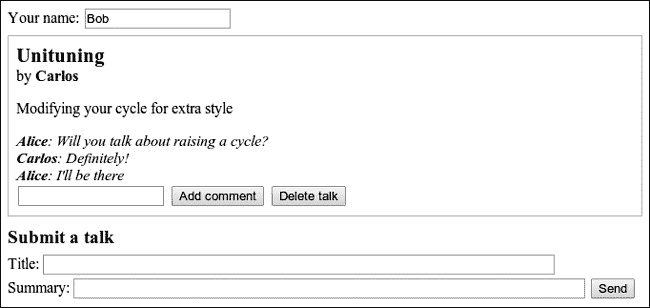 Your name: Bob
Unituning
by Carlos
Modifying your cycle for extra style
Alice: Will you talk about raising a cycle?
Carlos: Definitely!
Alice: I'll be there
Add comment Delete talk
Submit a talk
Title:
Summary: Send